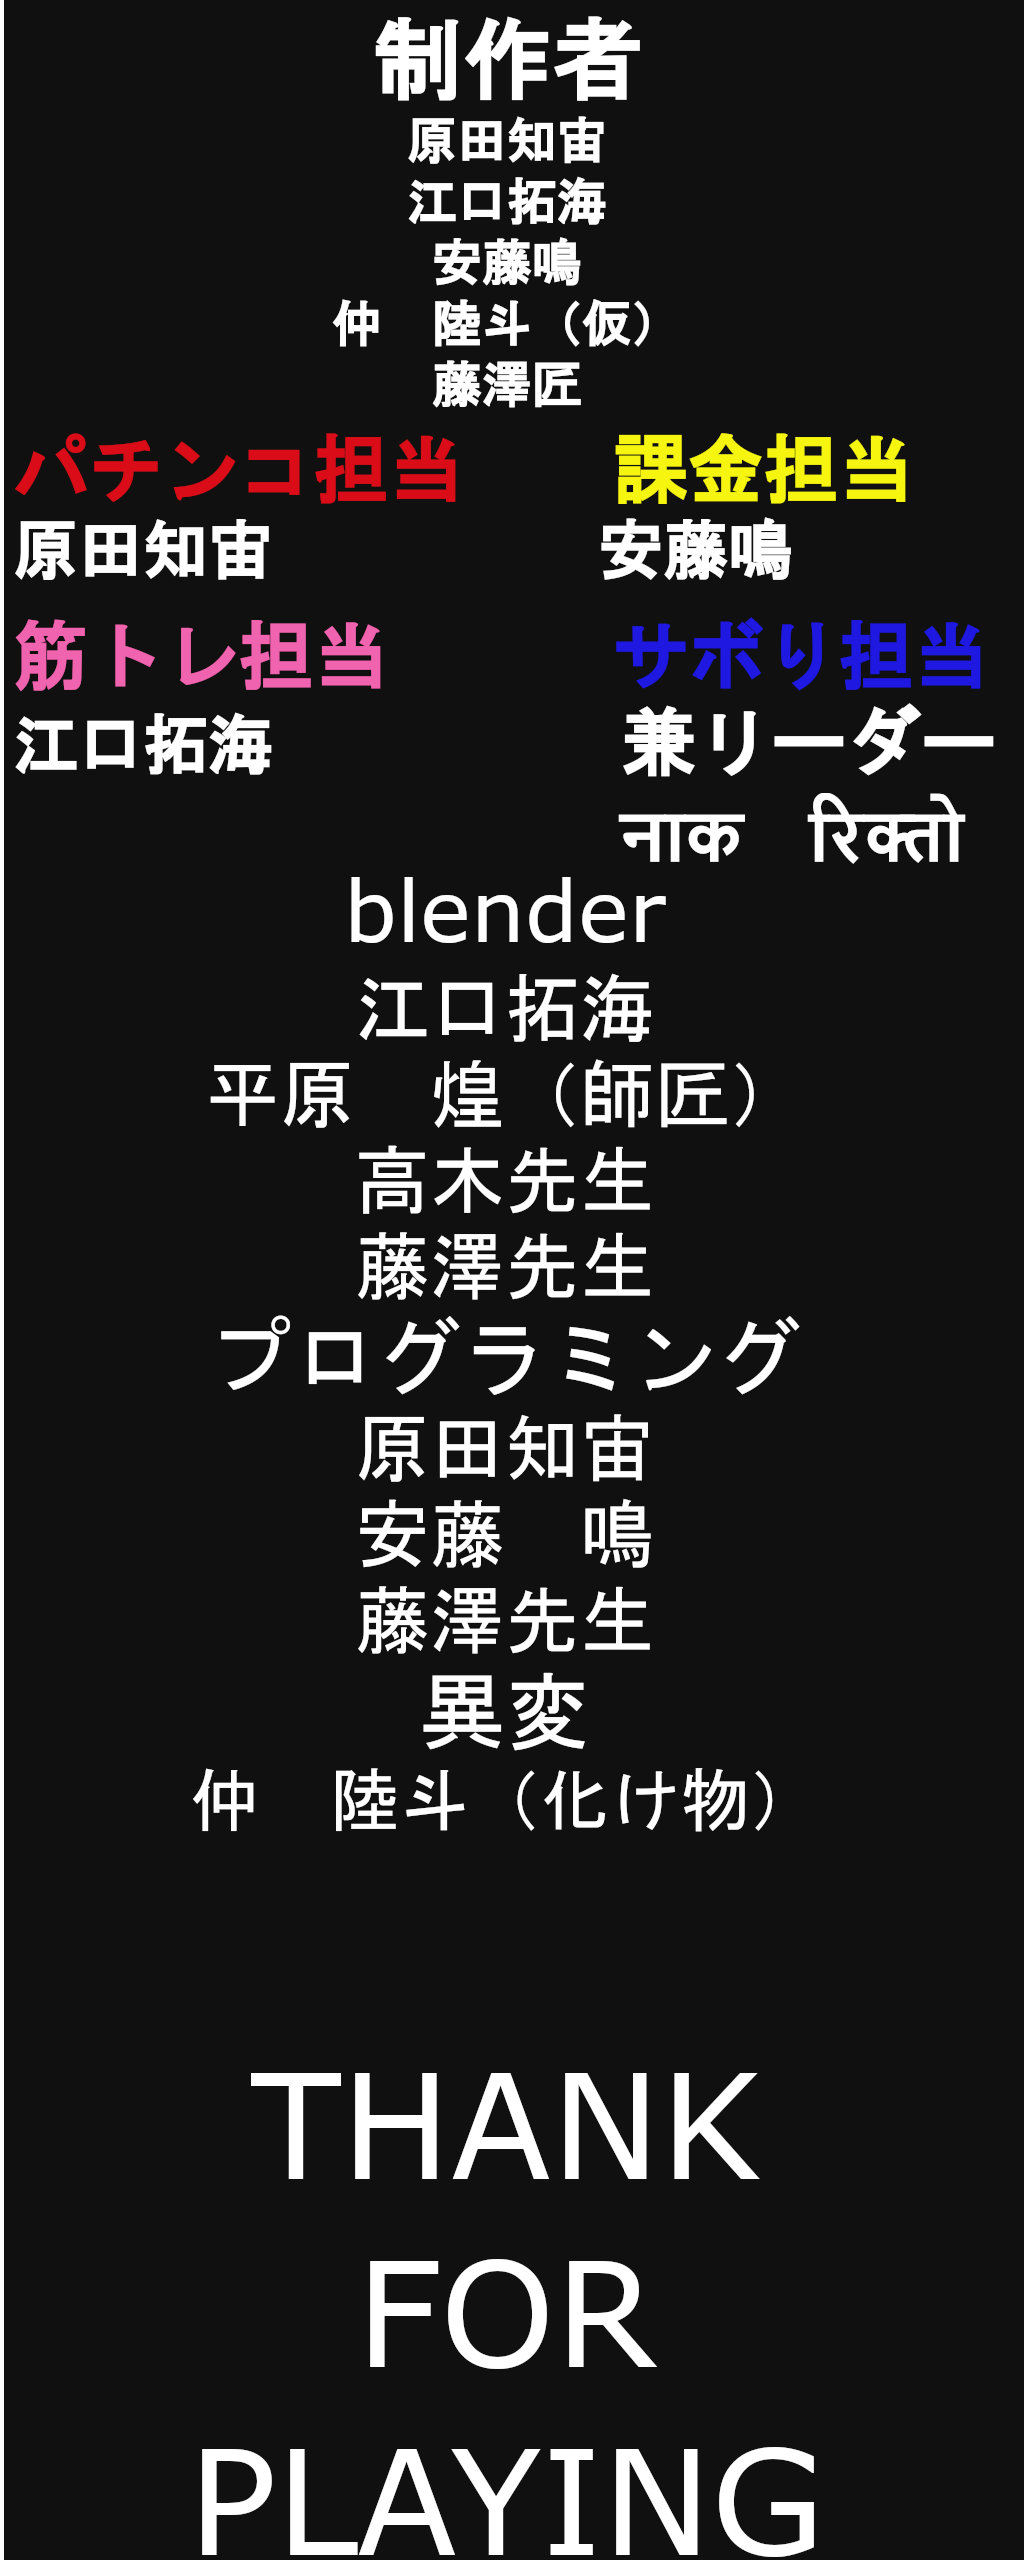 制作者
原田知宙
江口拓海
安藤鳴
仲　陸斗（仮）
藤澤匠
パチンコ担当　課金担当
原田知宙　安藤鳴
筋トレ担当　サボり担当
江口拓海　兼リーダー
नाक　रिक्तो
blender
江口拓海
平原　煌（師匠）
高木先生
藤澤先生
プログラミング
原田知宙
安藤　鳴
藤澤先生
異変
仲　陸斗（化け物）
THANK
FOR
PLAYING